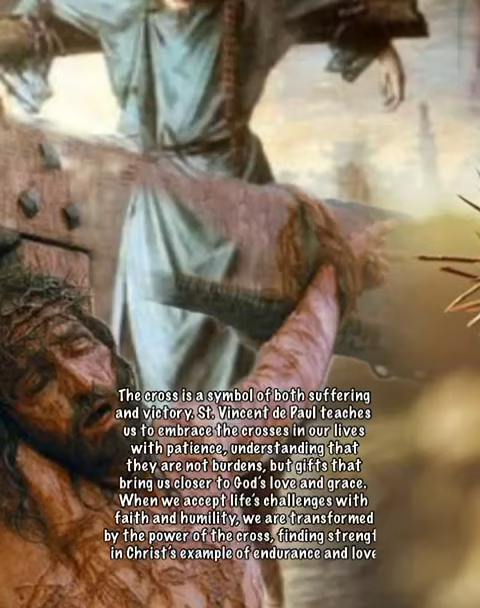 The cross is a symbol of both suffering
and victory. St. Vincent de Paul teaches
us to embrace the crosses in our lives
with patience, understanding that
they are not burdens, but gifts that
bring us closer to God's love and grace.
When we accept life's challenges with
faith and humility, we are transformed
by the power of the cross, finding strengt
in Christ's example of endurance and love